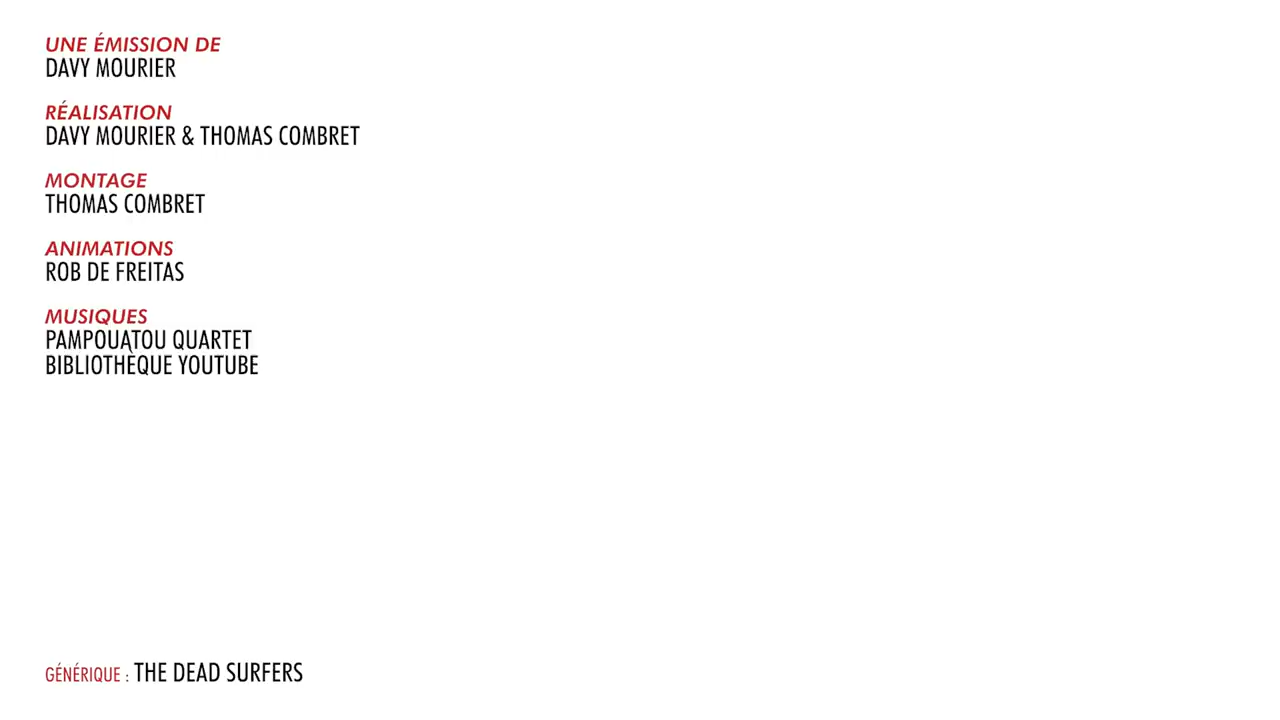 UNE ÉMISSION DE
DAVY MOURIER
RÉALISATION
DAVY MOURIER & THOMAS COMBRET
MONTAGE
THOMAS COMBRET
ANIMATIONS
ROB DE FREITAS
MUSIQUES
PAMPOUATOU QUARTET
BIBLIOTHÈQUE YOUTUBE
GÉNÉRIQUE : THE DEAD SURFERS